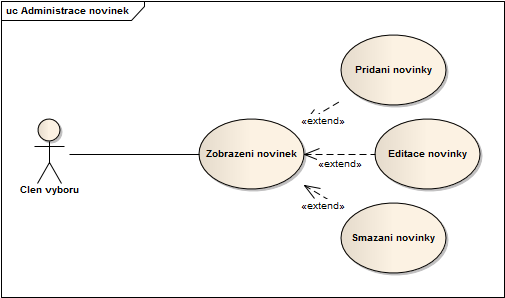 uc Administrace novinek
Pridani novinky
«extend»
Zobrazeni novinek
Editace novinky
«extend»
Clen vyboru
«extend»
Smazani novinky